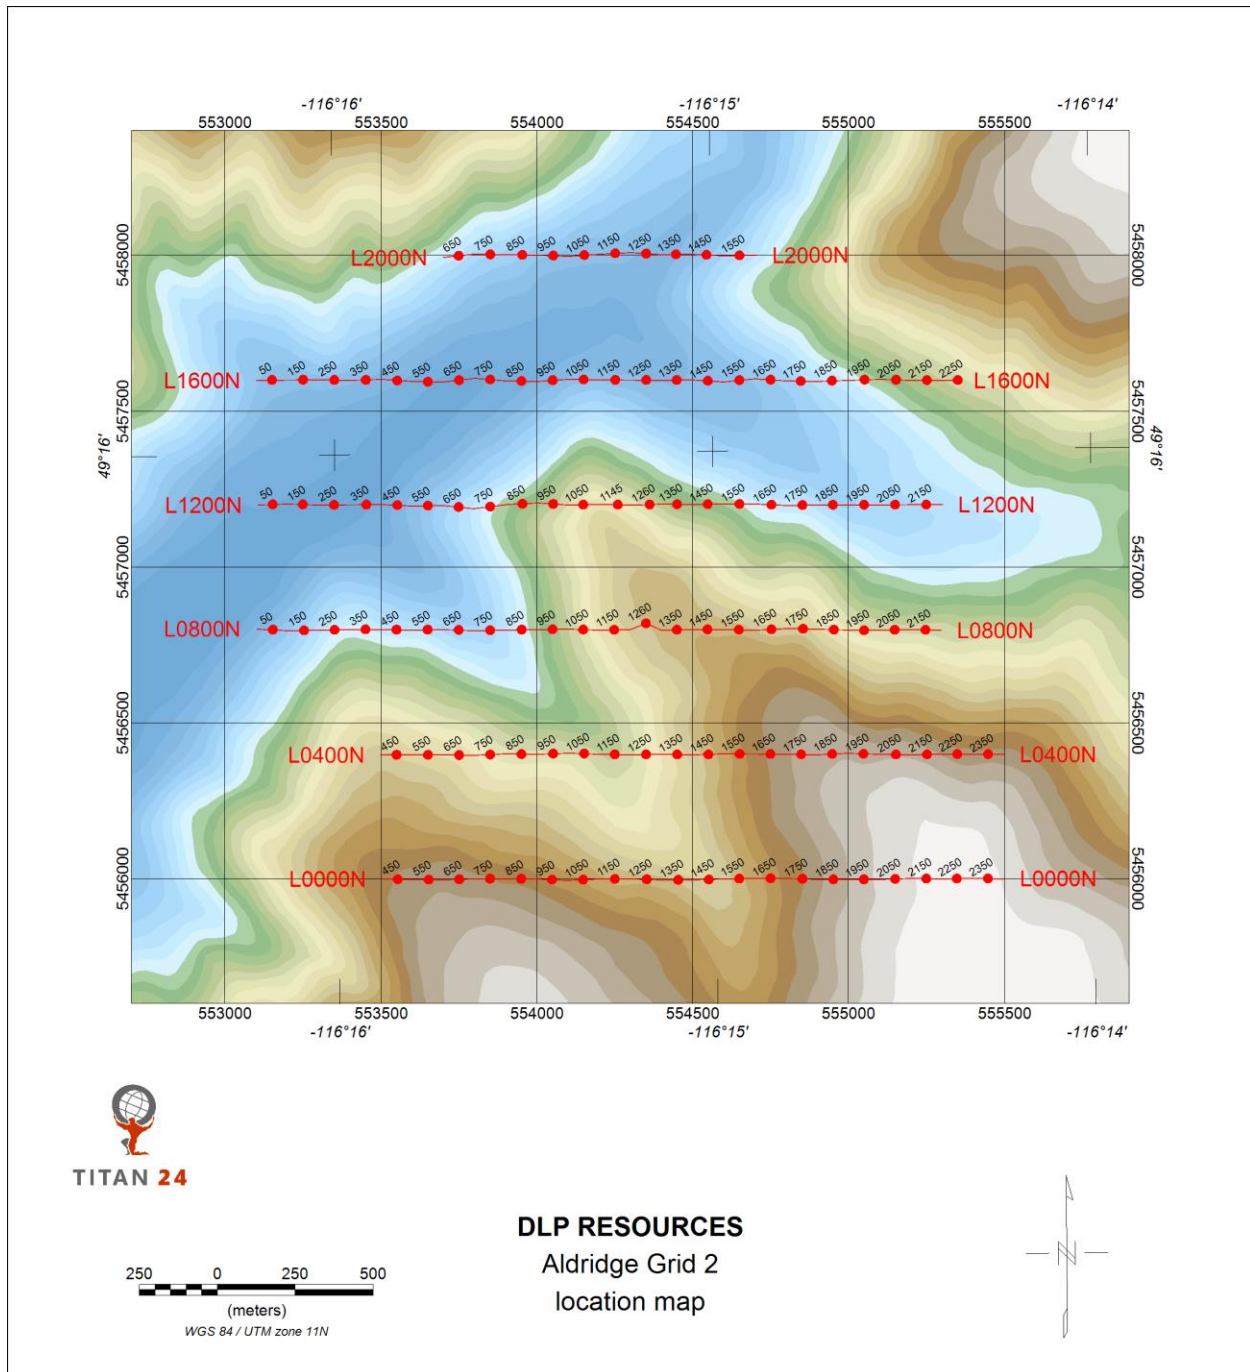 -116°16' -116°15' -116°14'
553000 553500 554000 554500 555000 555500
5458000 5458000
L2000N 650 750 850 950 1050 1150 1250 1350 1450 1550 L2000N
L1600N 50 150 250 350 450 550 650 750 850 950 1050 1150 1250 1350 1450 1550 1650 1750 1850 1950 2050 2150 2250 L1600N
5457500 5457500
49°16' 49°16'
L1200N 50 150 250 350 450 550 650 750 850 950 1050 1145 1260 1350 1450 1550 1650 1750 1850 1950 2050 2150 L1200N
5457000 5457000
L0800N 50 150 250 350 450 550 650 750 850 950 1050 1150 1260 1350 1450 1550 1650 1750 1850 1950 2050 2150 L0800N
5456500 5456500
L0400N 450 550 650 750 850 950 1050 1150 1250 1350 1450 1550 1650 1750 1850 1950 2050 2150 2250 2350 L0400N
L0000N 450 550 650 750 850 950 1050 1150 1250 1350 1450 1550 1650 1750 1850 1950 2050 2150 2250 2350 L0000N
5456000 5456000
553000 553500 554000 554500 555000 555500
-116°16' -116°15' -116°14'
TITAN 24
DLP RESOURCES
Aldridge Grid 2
location map
250 0 250 500
(meters)
WGS 84 / UTM zone 11N
N